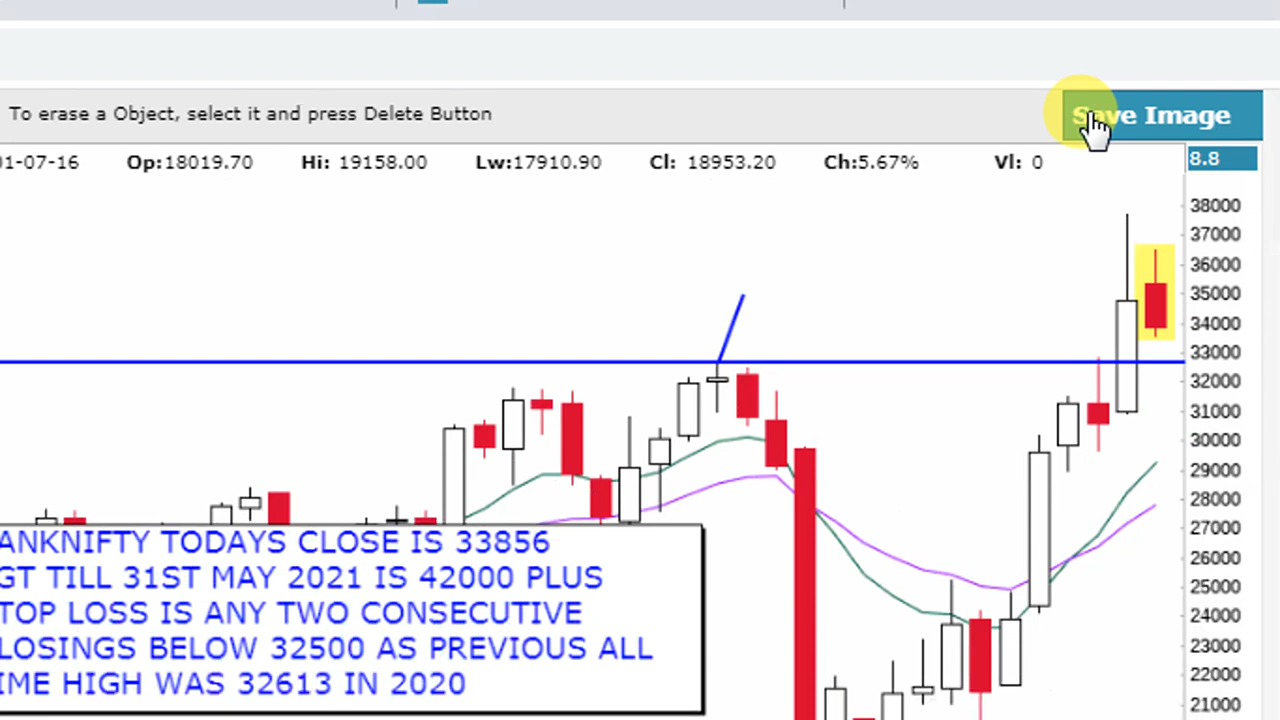 To erase a Object, select it and press Delete Button
Save Image
01-07-16 Op:18019.70 Hi: 19158.00 Lw:17910.90 Cl: 18953.20 Ch:5.67% Vl: 0
8.8
38000
37000
36000
35000
34000
33000
32000
31000
30000
29000
28000
27000
26000
25000
24000
23000
22000
21000
ANKNIFTY TODAYS CLOSE IS 33856
GT TILL 31ST MAY 2021 IS 42000 PLUS
TOP LOSS IS ANY TWO CONSECUTIVE
LOSINGS BELOW 32500 AS PREVIOUS ALL
IME HIGH WAS 32613 IN 2020